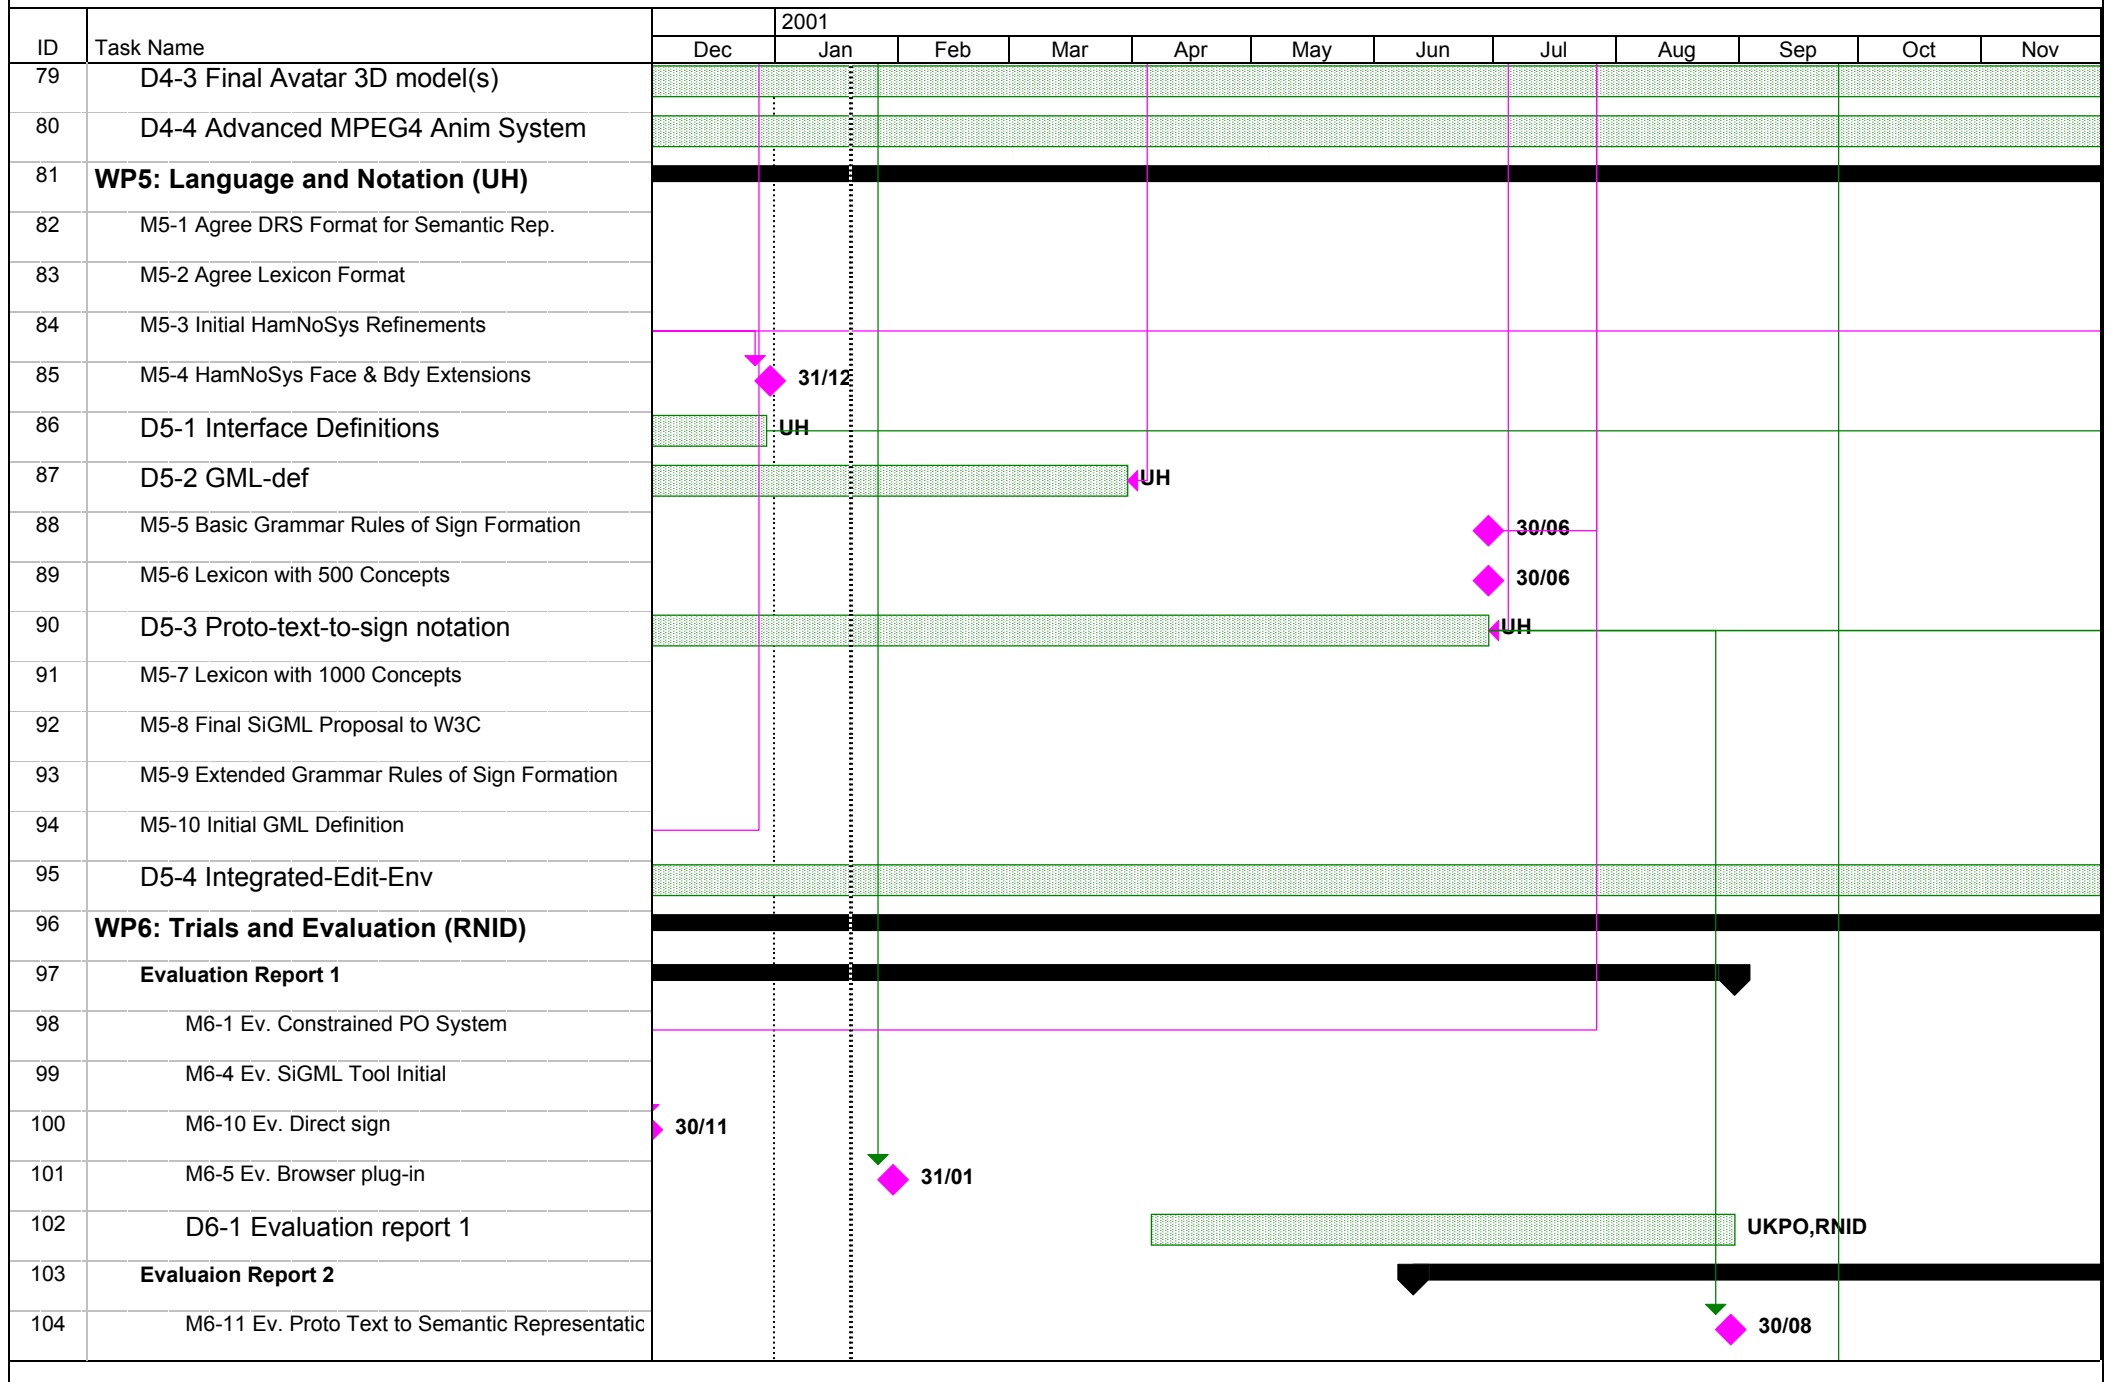 2001
ID Task Name Dec Jan Feb Mar Apr May Jun Jul Aug Sep Oct Nov
79 D4-3 Final Avatar 3D model(s)
80 D4-4 Advanced MPEG4 Anim System
81 WP5: Language and Notation (UH)
82 M5-1 Agree DRS Format for Semantic Rep.
83 M5-2 Agree Lexicon Format
84 M5-3 Initial HamNoSys Refinements
85 M5-4 HamNoSys Face & Bdy Extensions 31/12
86 D5-1 Interface Definitions UH
87 D5-2 GML-def UH
88 M5-5 Basic Grammar Rules of Sign Formation 30/06
89 M5-6 Lexicon with 500 Concepts 30/06
90 D5-3 Proto-text-to-sign notation UH
91 M5-7 Lexicon with 1000 Concepts
92 M5-8 Final SiGML Proposal to W3C
93 M5-9 Extended Grammar Rules of Sign Formation
94 M5-10 Initial GML Definition
95 D5-4 Integrated-Edit-Env
96 WP6: Trials and Evaluation (RNID)
97 Evaluation Report 1
98 M6-1 Ev. Constrained PO System
99 M6-4 Ev. SiGML Tool Initial
100 M6-10 Ev. Direct sign 30/11
101 M6-5 Ev. Browser plug-in 31/01
102 D6-1 Evaluation report 1 UKPO,RNID
103 Evaluaion Report 2
104 M6-11 Ev. Proto Text to Semantic Representatic 30/08